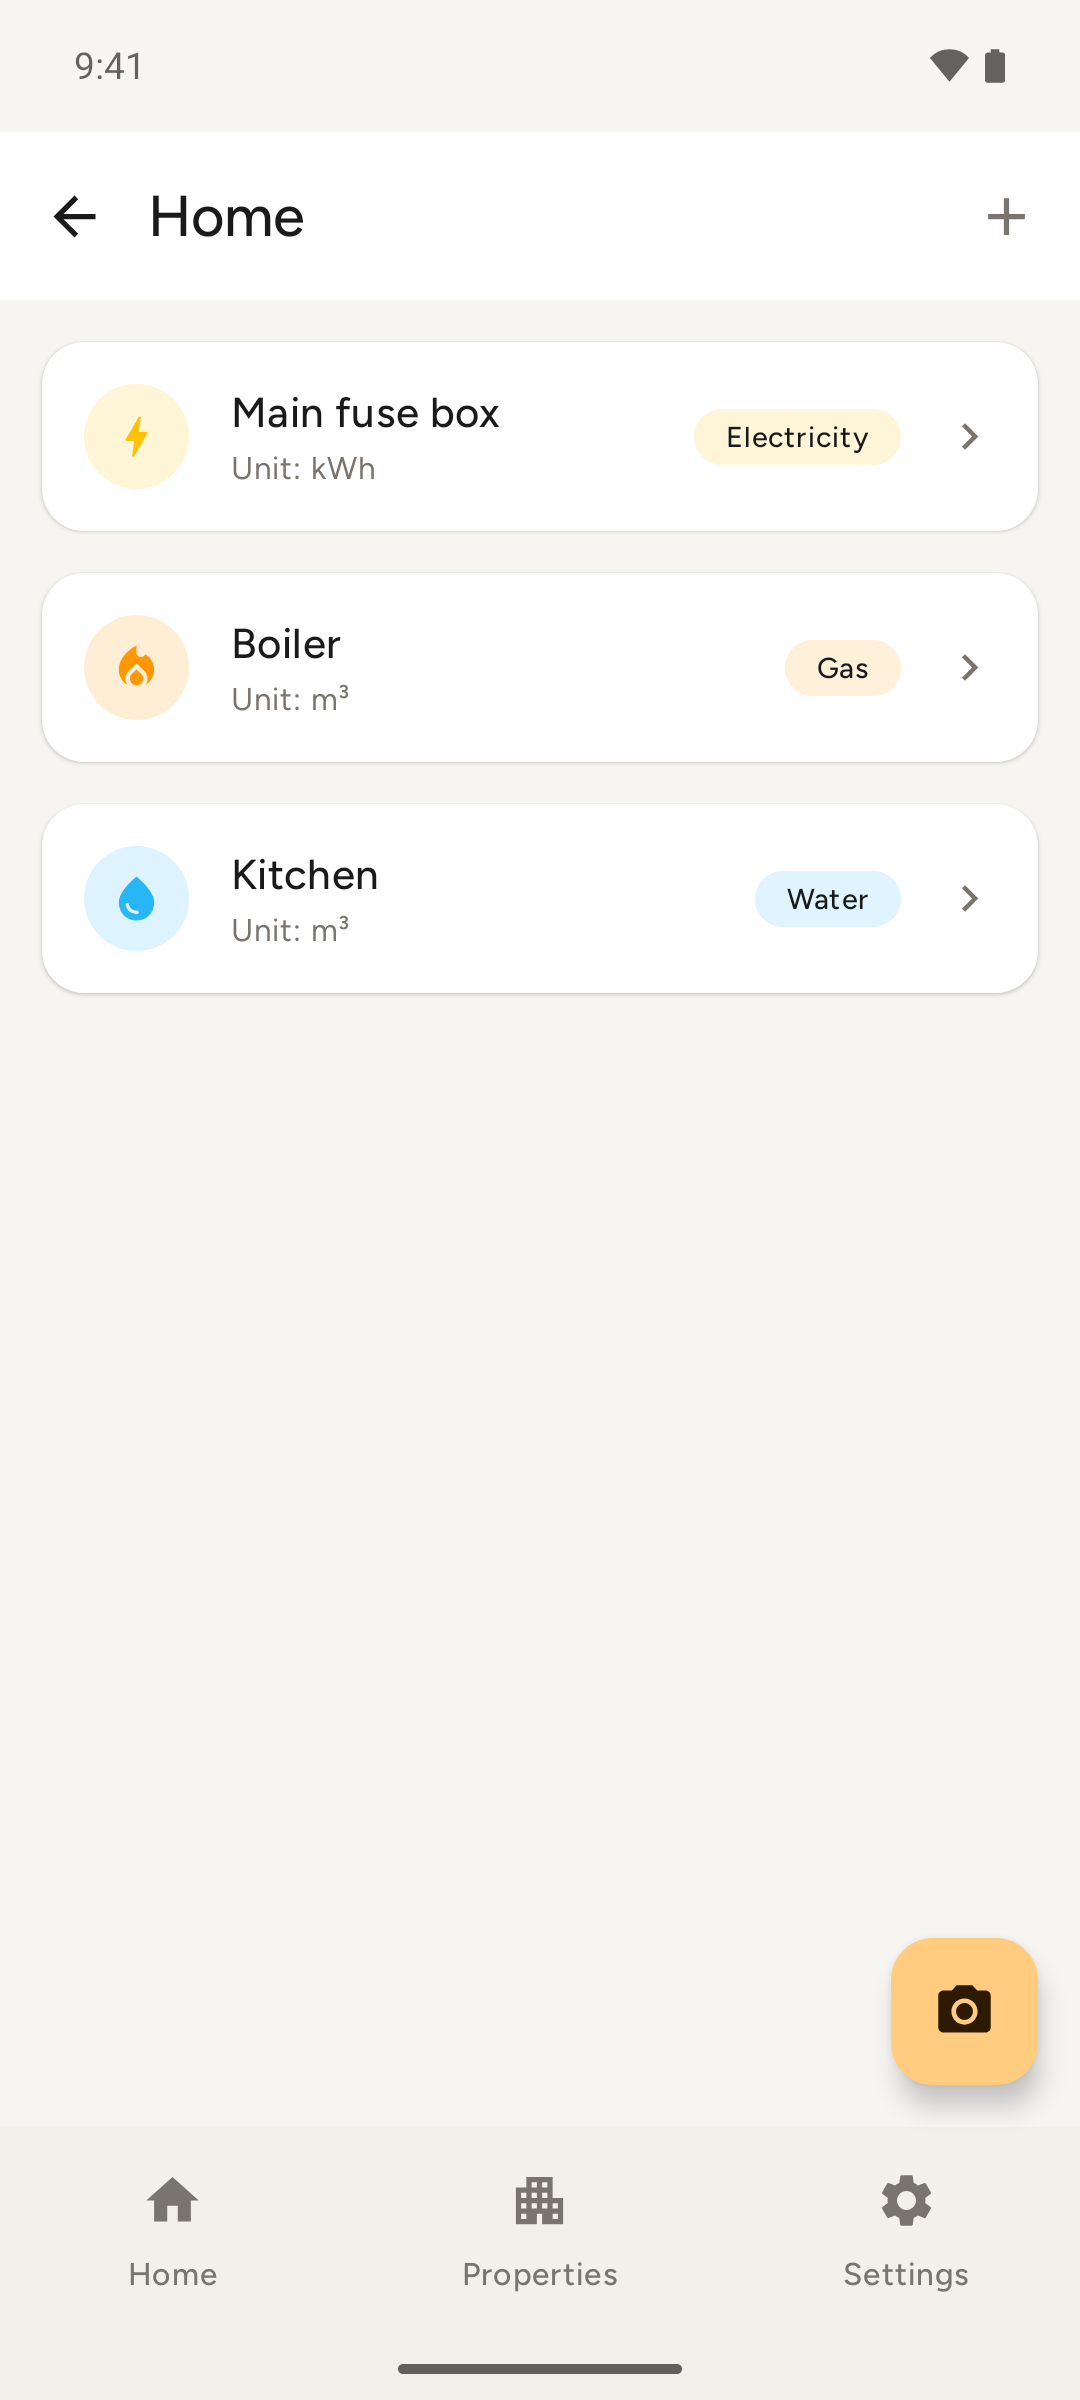 9:41
Home
Main fuse box
Unit: kWh
Electricity
Boiler
Unit: m³
Gas
Kitchen
Unit: m³
Water
Home
Properties
Settings